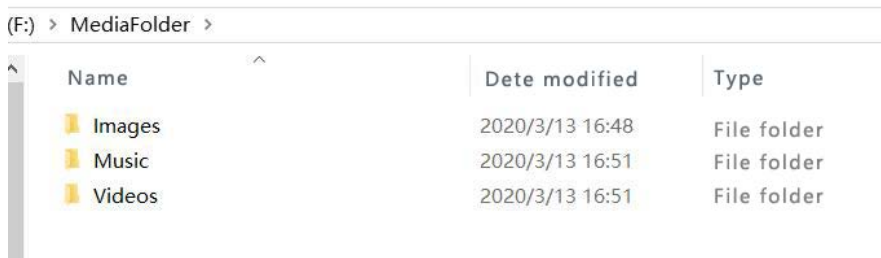 (F:) > MediaFolder >
Name Dete modified Type
Images 2020/3/13 16:48 File folder
Music 2020/3/13 16:51 File folder
Videos 2020/3/13 16:51 File folder